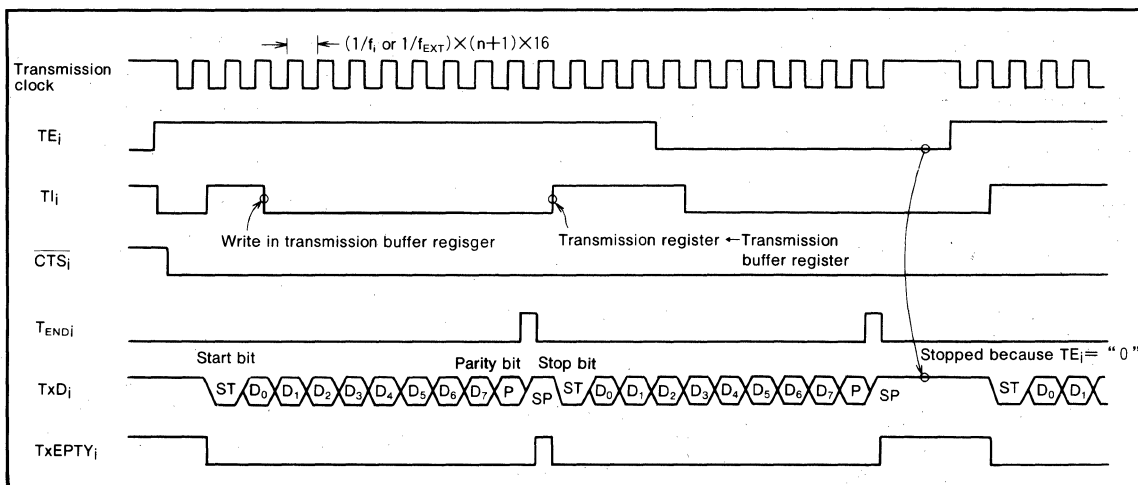 (1/fi or 1/fEXT)×(n+1)×16
Transmission
clock
TEi
TIi
Write in transmission buffer regisger
Transmission register ← Transmission
buffer register
CTSi
TENDi
Start bit
Parity bit
Stop bit
Stopped because TEi= "0"
TxDi
ST D0 D1 D2 D3 D4 D5 D6 D7 P SP ST D0 D1 D2 D3 D4 D5 D6 D7 P SP ST D0 D1
TxEPTYi